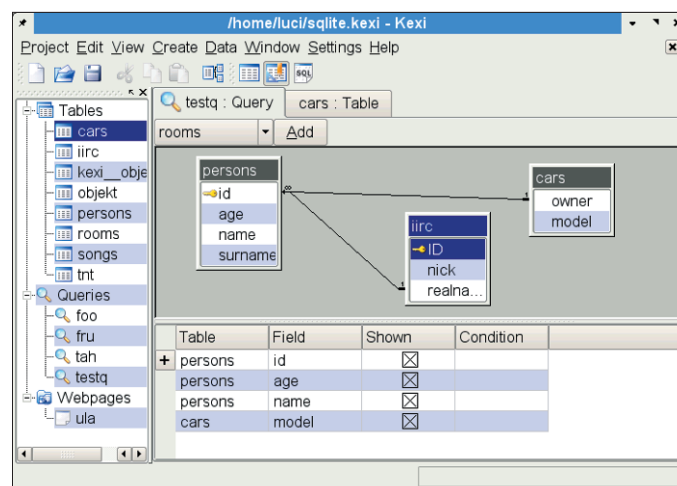 /home/luci/sqlite.kexi - Kexi
Project Edit View Create Data Window Settings Help
SQL
testq : Query
cars : Table
Tables
cars
iirc
kexi__obje
objekt
persons
rooms
songs
tnt
Queries
foo
fru
tah
testq
Webpages
ula
rooms
Add
persons
id
age
name
surname
∞
1
cars
owner
model
iirc
ID
nick
realna...
1
Table Field Shown Condition
+ persons id
persons age
persons name
cars model